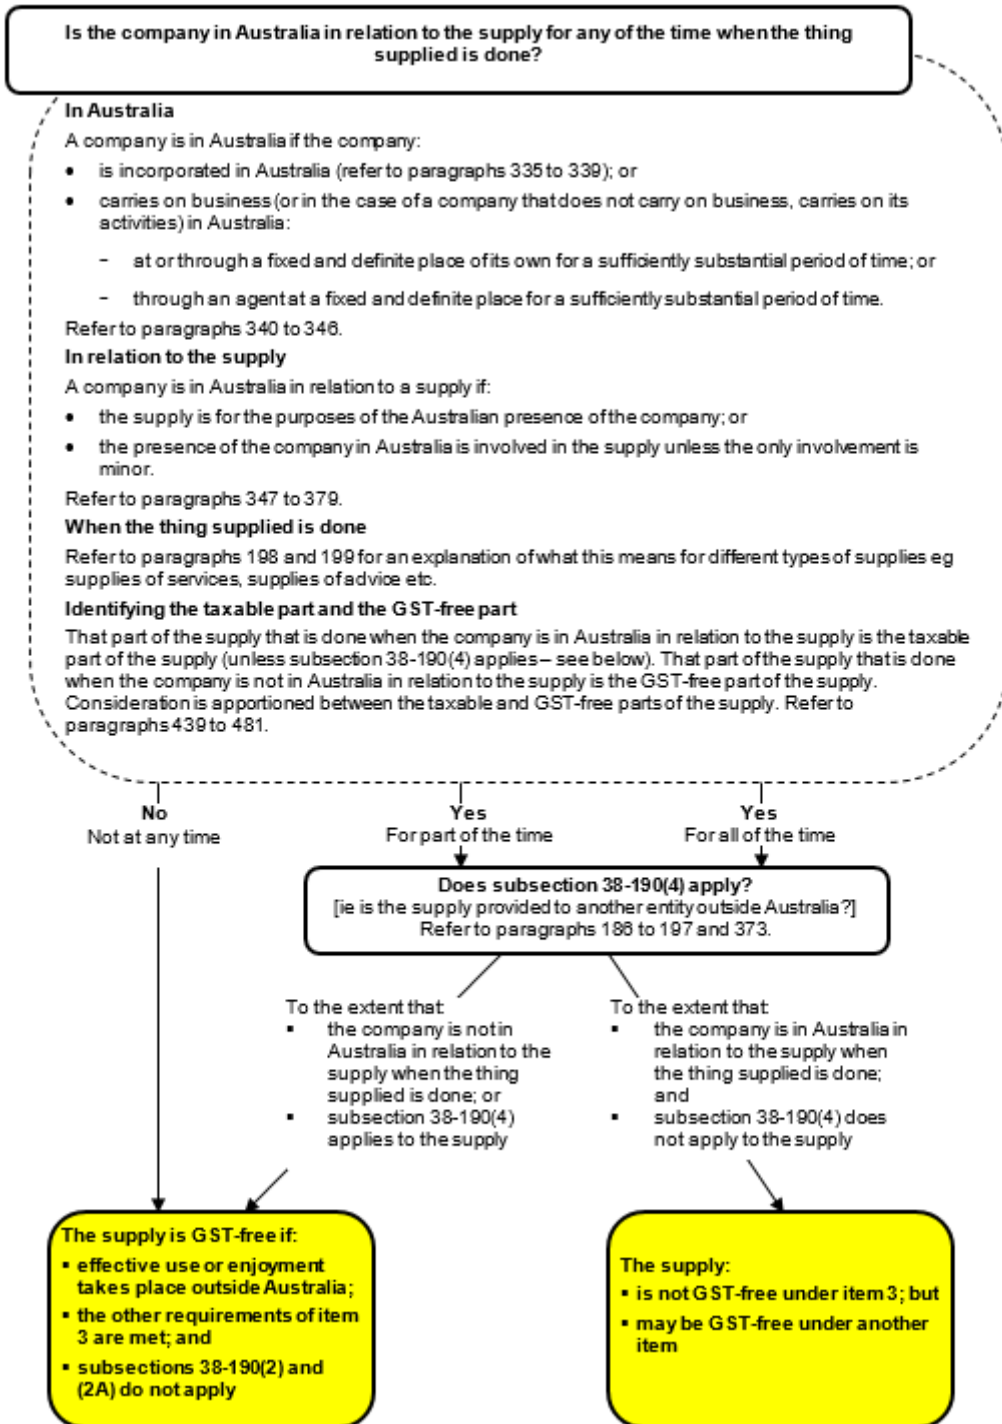 Is the company in Australia in relation to the supply for any of the time when the thing
supplied is done?
In Australia
A company is in Australia if the company:
• is incorporated in Australia (refer to paragraphs 335 to 339); or
• carries on business (or in the case of a company that does not carry on business, carries on its
activities) in Australia:
− at or through a fixed and definite place of its own for a sufficiently substantial period of time; or
− through an agent at a fixed and definite place for a sufficiently substantial period of time.
Refer to paragraphs 340 to 346.
In relation to the supply
A company is in Australia in relation to a supply if:
• the supply is for the purposes of the Australian presence of the company; or
• the presence of the company in Australia is involved in the supply unless the only involvement is
minor.
Refer to paragraphs 347 to 379.
When the thing supplied is done
Refer to paragraphs 198 and 199 for an explanation of what this means for different types of supplies eg
supplies of services, supplies of advice etc.
Identifying the taxable part and the GST-free part
That part of the supply that is done when the company is in Australia in relation to the supply is the taxable
part of the supply (unless subsection 38-190(4) applies – see below). That part of the supply that is done
when the company is not in Australia in relation to the supply is the GST-free part of the supply.
Consideration is apportioned between the taxable and GST-free parts of the supply. Refer to
paragraphs 439 to 481.
No
Not at any time
Yes
For part of the time
Yes
For all of the time
Does subsection 38-190(4) apply?
[ie is the supply provided to another entity outside Australia?]
Refer to paragraphs 186 to 197 and 373.
To the extent that:
▪ the company is not in
Australia in relation to the
supply when the thing
supplied is done; or
▪ subsection 38-190(4)
applies to the supply
To the extent that:
▪ the company is in Australia in
relation to the supply when
the thing supplied is done;
and
▪ subsection 38-190(4) does
not apply to the supply
The supply is GST-free if:
▪ effective use or enjoyment
takes place outside Australia;
▪ the other requirements of item
3 are met; and
▪ subsections 38-190(2) and
(2A) do not apply
The supply:
▪ is not GST-free under item 3; but
▪ may be GST-free under another
item